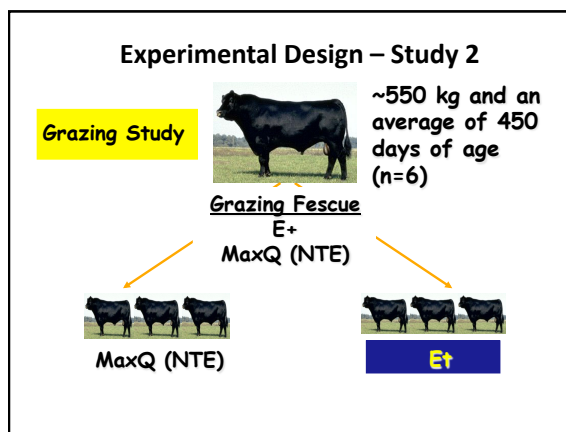 Experimental Design – Study 2
Grazing Study
~550 kg and an
average of 450
days of age
(n=6)
Grazing Fescue
E+
MaxQ (NTE)
MaxQ (NTE)
E+